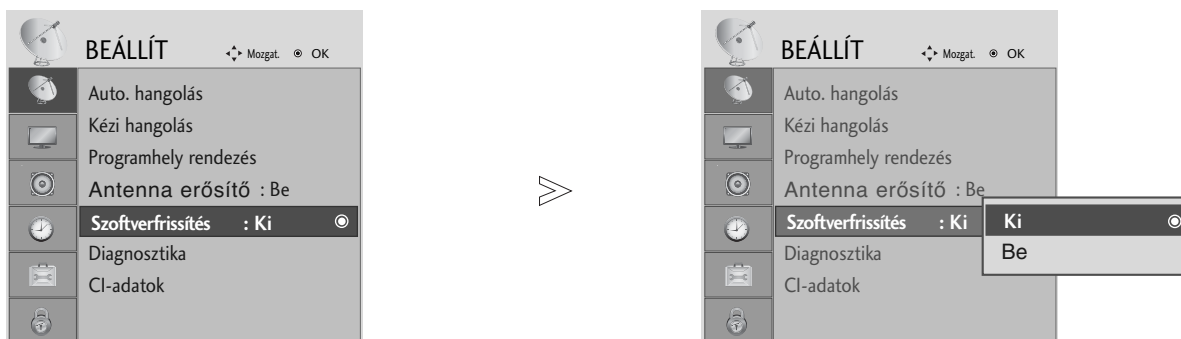 BEÁLLÍT Mozgat. OK
Auto. hangolás
Kézi hangolás
Programhely rendezés
Antenna erősítő : Be
Szoftverfrissítés : Ki
Diagnosztika
CI-adatok
BEÁLLÍT Mozgat. OK
Auto. hangolás
Kézi hangolás
Programhely rendezés
Antenna erősítő : Be
Szoftverfrissítés : Ki
Diagnosztika
CI-adatok
Ki
Be